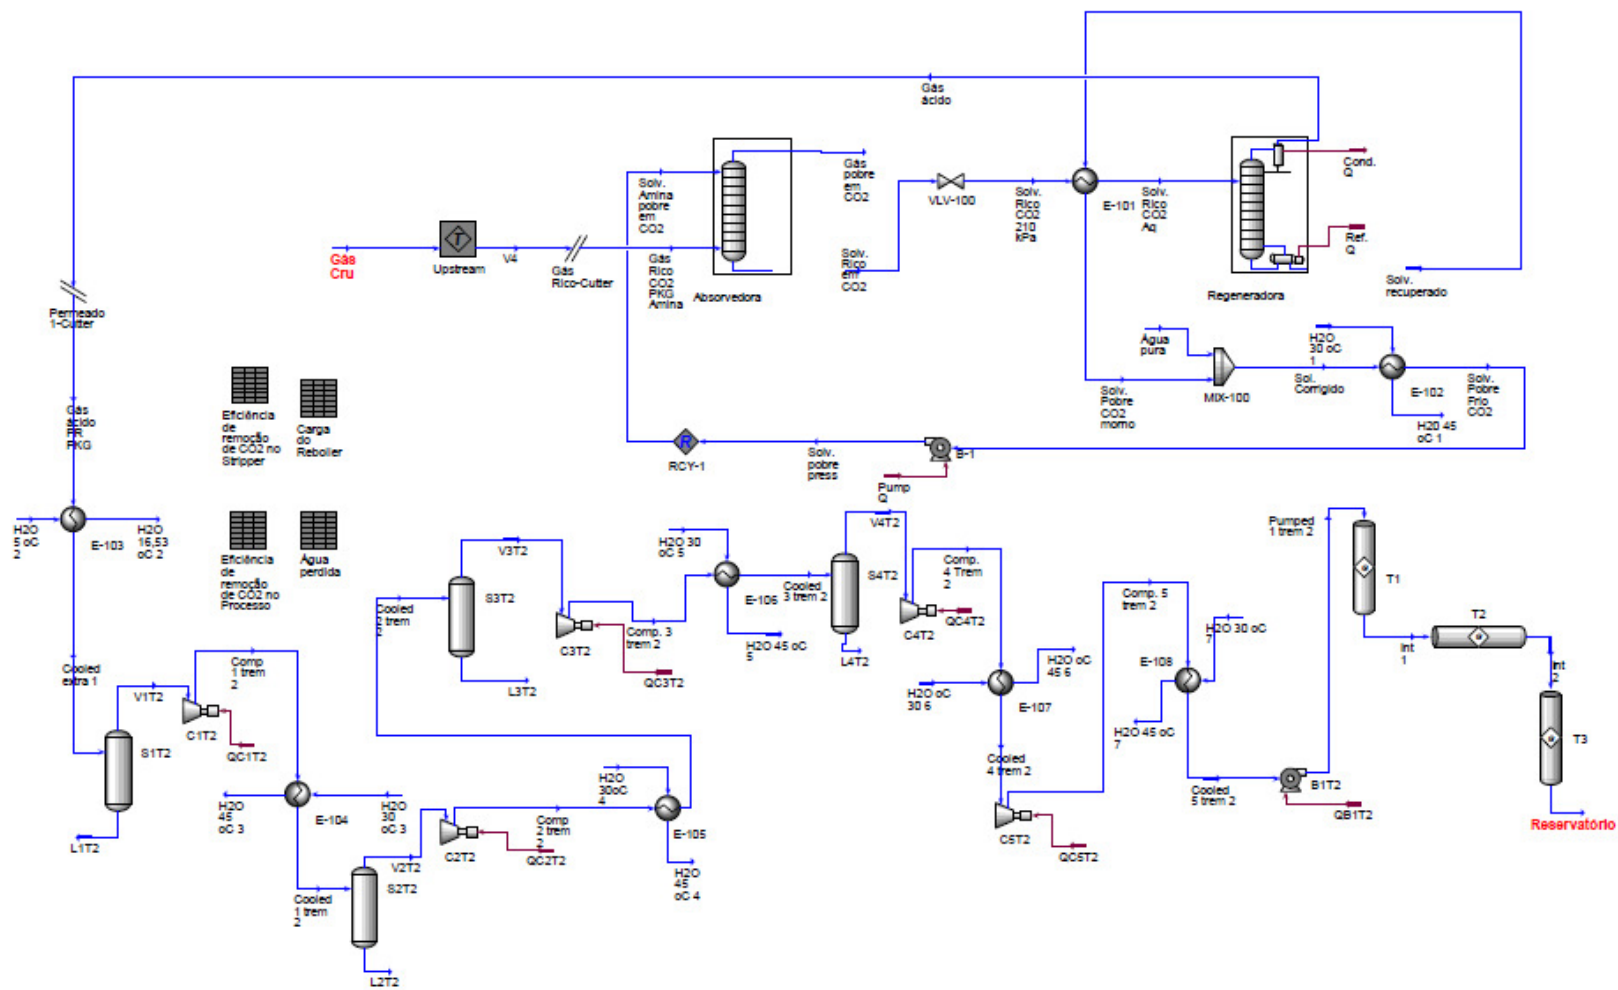 Gás
ácido
Solv.
Amina
pobre
em
CO2
Gás
pobre
em
CO2
VLV-100
Solv.
Rico
CO2
210
kPa
E-101
Solv.
Rico
CO2
Aq
Cond.
Q
Ref.
Q
Gás
Cru
Upstream
V4
Gás
Rico-Cutter
Gás
Rico
CO2
PKG
Amina
Absorvedora
Solv.
Rico
em
CO2
Regeneradora
Solv.
recuperado
Permeado
1-Cutter
Água
pura
H2O
30 oC
1
MIX-100
Sol.
Corrigido
E-102
Solv.
Pobre
Frio
CO2
Solv.
Pobre
CO2
morno
H20 45
oC 1
Gás
ácido
PR
PKG
Eficiência
de
remoção
de CO2 no
Stripper
Carga
do
Reboiler
RCY-1
Solv.
pobre
press
B-1
Pump
Q
H2O
5 oC
2
E-103
H2O
16,53
oC 2
Eficiência
de
remoção
de CO2 no
Processo
Água
perdida
V3T2
H2O 30
oC 5
V4T2
Pumped
1 trem 2
T1
Cooled
2 trem
2
S3T2
E-106
Cooled
3 trem 2
S4T2
Comp.
4 Trem
2
Comp. 5
trem 2
C3T2
Comp. 3
trem 2
C4T2
QC4T2
H2O 30 oC
7
T2
H2O 45 oC
5
L4T2
Int
1
Int
2
Cooled
extra 1
Comp
1 trem
2
L3T2
QC3T2
H2O oC
45 6
E-108
H2O oC
30 6
E-107
V1T2
C1T2
S1T2
QC1T2
H2O 45 oC
7
T3
Cooled
4 trem 2
H2O
30oC
4
Cooled
5 trem 2
B1T2
H2O
45
oC 3
E-104
H2O
30
oC 3
Comp
2 trem
2
E-105
QB1T2
Reservatório
L1T2
V2T2
C2T2
QC2T2
C5T2
QC5T2
S2T2
H2O
45
oC 4
Cooled
1 trem
2
L2T2